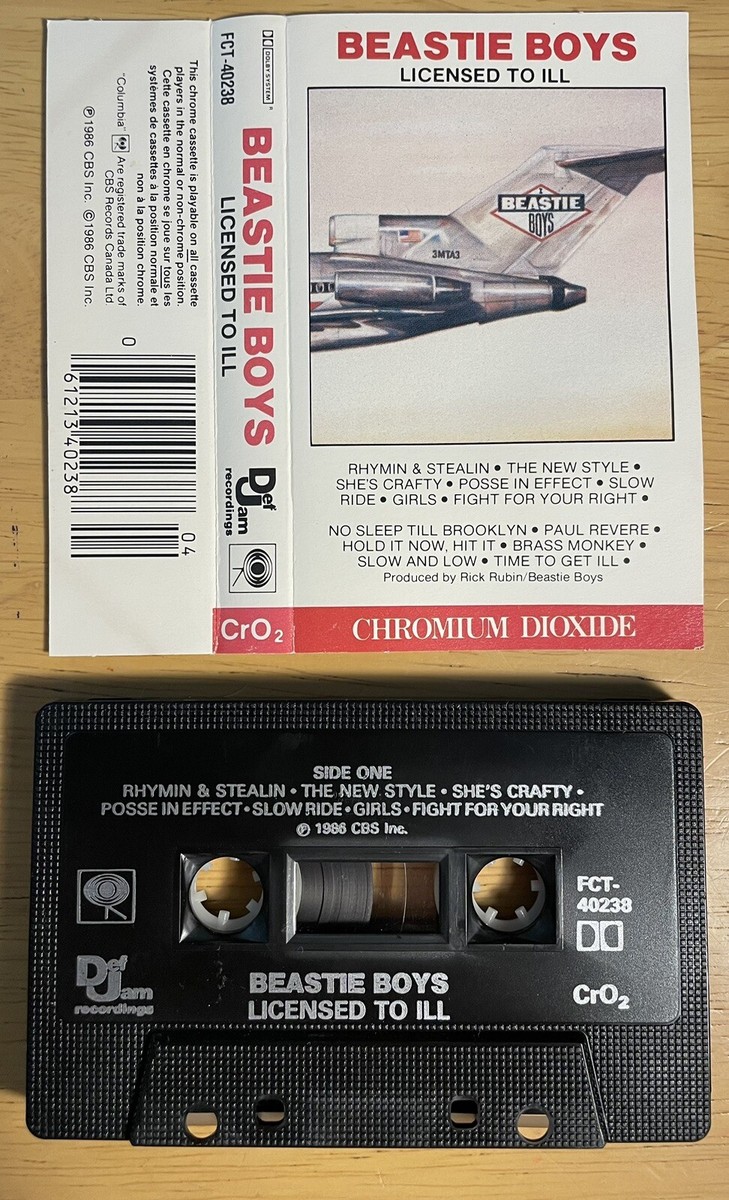 This chrome cassette is playable on all cassette
players in the normal or non-chrome position.
Cette cassette en chrome se joue sur tous les
systèmes de cassettes à la position normale et
non à la position chrome.
"Columbia" Are registered trade marks of
CBS Records Canada Ltd
℗ 1986 CBS Inc. © 1986 CBS Inc.
0
61213 40238
04
DOLBY SYSTEM ®
FCT-40238
BEASTIE BOYS
LICENSED TO ILL
Def
Jam
recordings
CrO2
BEASTIE BOYS
LICENSED TO ILL
BEASTIE
BOYS
3MTA3
RHYMIN & STEALIN • THE NEW STYLE •
SHE'S CRAFTY • POSSE IN EFFECT • SLOW
RIDE • GIRLS • FIGHT FOR YOUR RIGHT •
NO SLEEP TILL BROOKLYN • PAUL REVERE •
HOLD IT NOW, HIT IT • BRASS MONKEY •
SLOW AND LOW • TIME TO GET ILL •
Produced by Rick Rubin/Beastie Boys
CHROMIUM DIOXIDE
SIDE ONE
RHYMIN & STEALIN • THE NEW STYLE • SHE'S CRAFTY •
POSSE IN EFFECT • SLOW RIDE • GIRLS • FIGHT FOR YOUR RIGHT
℗ 1986 CBS Inc.
FCT-
40238
Def
Jam
recordings
BEASTIE BOYS
LICENSED TO ILL
CrO2